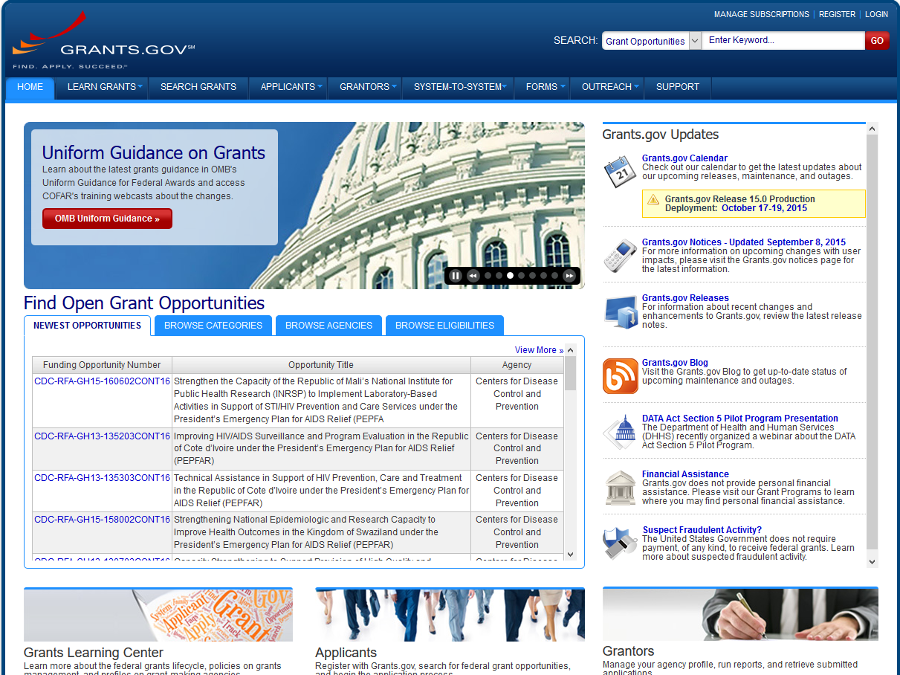 MANAGE SUBSCRIPTIONS | REGISTER | LOGIN
GRANTS.GOV℠
FIND. APPLY. SUCCEED.℠
SEARCH: Grant Opportunities Enter Keyword... GO
HOME LEARN GRANTS SEARCH GRANTS APPLICANTS GRANTORS SYSTEM-TO-SYSTEM FORMS OUTREACH SUPPORT
Uniform Guidance on Grants
Learn about the latest grants guidance in OMB's
Uniform Guidance for Federal Awards and access
COFAR's training webcasts about the changes.
OMB Uniform Guidance »
Find Open Grant Opportunities
NEWEST OPPORTUNITIES BROWSE CATEGORIES BROWSE AGENCIES BROWSE ELIGIBILITIES
View More »
Funding Opportunity Number Opportunity Title Agency
CDC-RFA-GH15-160602CONT16 Strengthen the Capacity of the Republic of Mali's National Institute for Centers for Disease
Public Health Research (INRSP) to Implement Laboratory-Based Control and
Activities in Support of STI/HIV Prevention and Care Services under the Prevention
President's Emergency Plan for AIDS Relief (PEPFA
CDC-RFA-GH13-135203CONT16 Improving HIV/AIDS Surveillance and Program Evaluation in the Republic Centers for Disease
of Cote d'Ivoire under the President's Emergency Plan for AIDS Relief Control and
(PEPFAR) Prevention
CDC-RFA-GH13-135303CONT16 Technical Assistance in Support of HIV Prevention, Care and Treatment Centers for Disease
in the Republic of Cote d'Ivoire under the President's Emergency Plan for Control and
AIDS Relief (PEPFAR) Prevention
CDC-RFA-GH15-158002CONT16 Strengthening National Epidemiologic and Research Capacity to Centers for Disease
Improve Health Outcomes in the Kingdom of Swaziland under the Control and
President's Emergency Plan for AIDS Relief (PEPFAR) Prevention
Grants.gov Updates
Grants.gov Calendar
Check out our calendar to get the latest updates about
our upcoming releases, maintenance, and outages.
Grants.gov Release 15.0 Production
Deployment: October 17-19, 2015
Grants.gov Notices - Updated September 8, 2015
For more information on upcoming changes with user
impacts, please visit the Grants.gov notices page for
the latest information.
Grants.gov Releases
For information about recent changes and
enhancements to Grants.gov, review the latest release
notes.
Grants.gov Blog
Visit the Grants.gov Blog to get up-to-date status of
upcoming maintenance and outages.
DATA Act Section 5 Pilot Program Presentation
The Department of Health and Human Services
(DHHS) recently organized a webinar about the DATA
Act Section 5 Pilot Program.
Financial Assistance
Grants.gov does not provide personal financial
assistance. Please visit our Grant Programs to learn
where you may find personal financial assistance.
Suspect Fraudulent Activity?
The United States Government does not require
payment, of any kind, to receive federal grants. Learn
more about suspected fraudulent activity.
Grants Learning Center
Learn more about the federal grants lifecycle, policies on grants
management, and profiles on grant-making agencies.
Applicants
Register with Grants.gov, search for federal grant opportunities,
and begin the application process.
Grantors
Manage your agency profile, run reports, and retrieve submitted
applications.